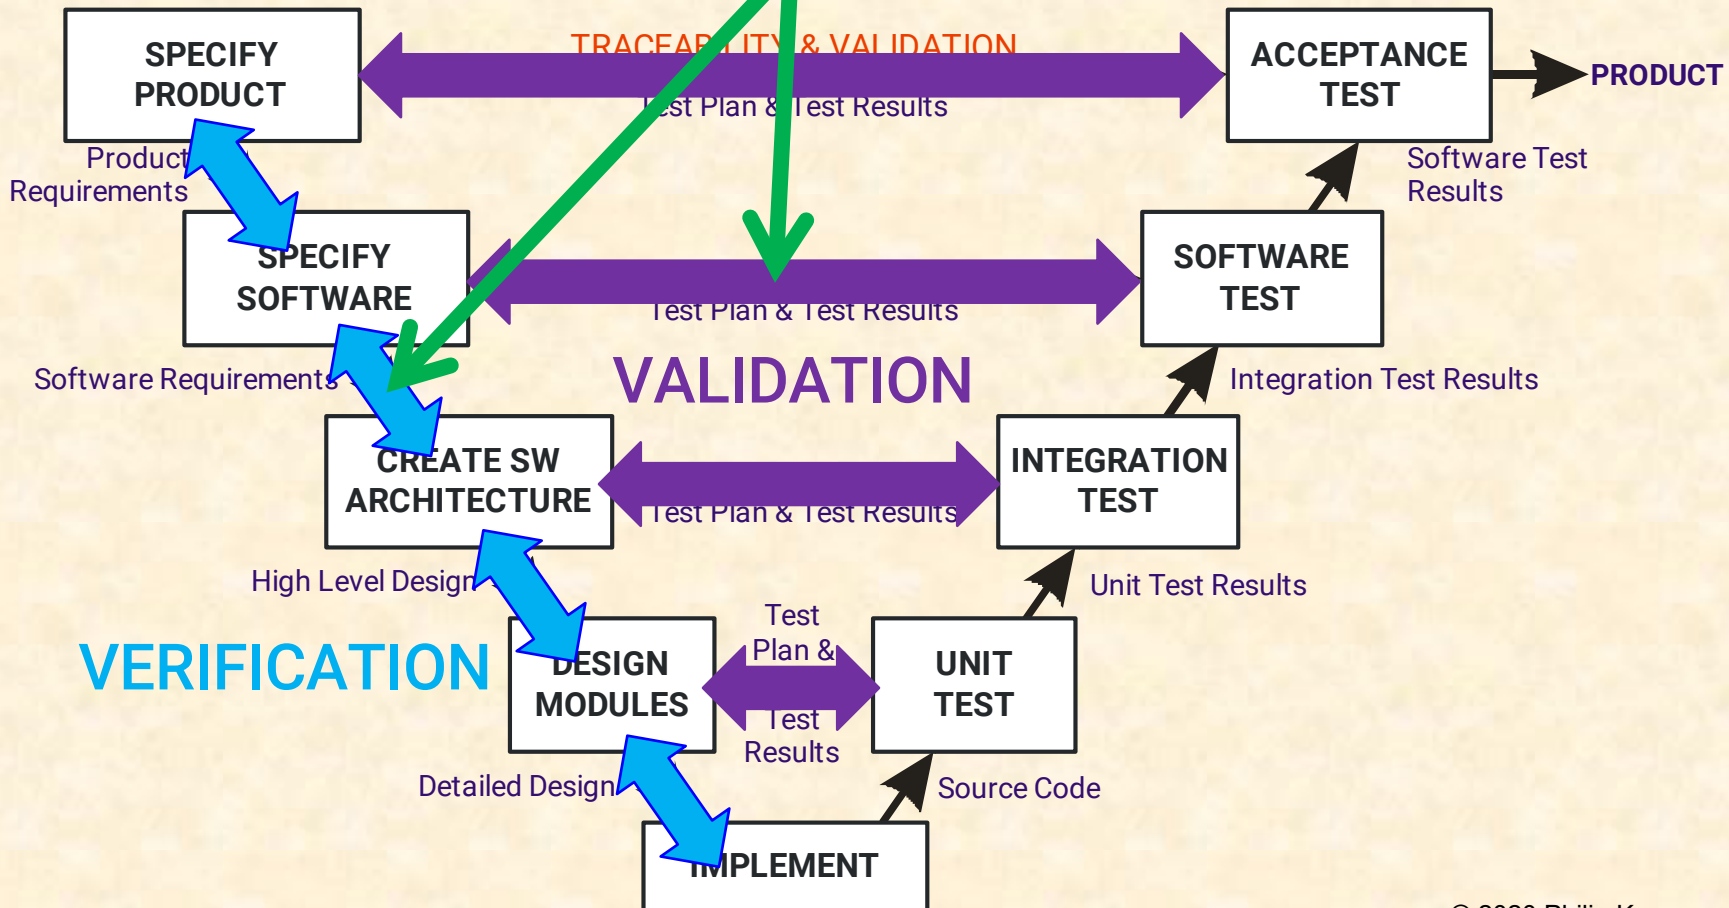 SPECIFY
PRODUCT
TRACEABILITY & VALIDATION
Test Plan & Test Results
ACCEPTANCE
TEST
PRODUCT
Product
Requirements
Software Test
Results
SPECIFY
SOFTWARE
Test Plan & Test Results
SOFTWARE
TEST
Software Requirements
VALIDATION
Integration Test Results
CREATE SW
ARCHITECTURE
Test Plan & Test Results
INTEGRATION
TEST
High Level Design
Unit Test Results
VERIFICATION
DESIGN
MODULES
Test
Plan &
Test
Results
UNIT
TEST
Detailed Design
Source Code
IMPLEMENT
© 2020 Philip